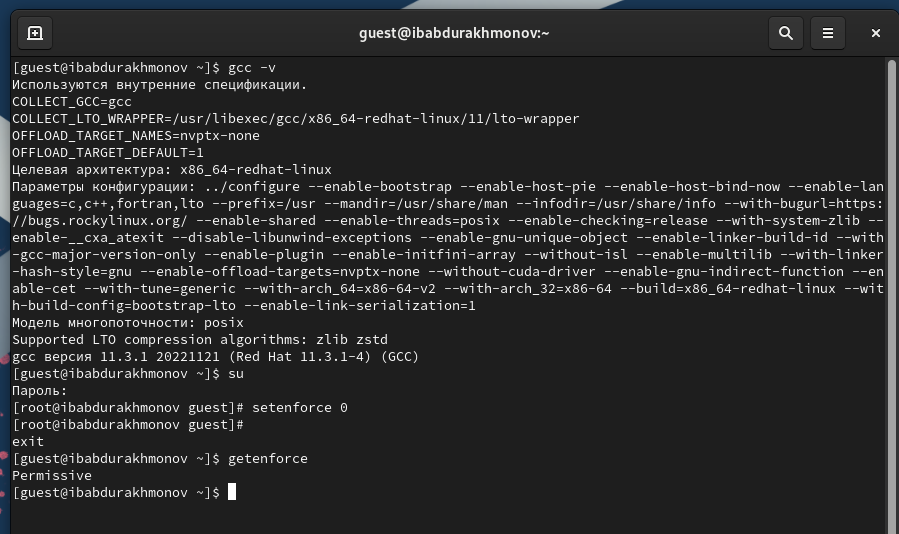 guest@ibabdurakhmonov:~
[guest@ibabdurakhmonov ~]$ gcc -v
Используются внутренние спецификации.
COLLECT_GCC=gcc
COLLECT_LTO_WRAPPER=/usr/libexec/gcc/x86_64-redhat-linux/11/lto-wrapper
OFFLOAD_TARGET_NAMES=nvptx-none
OFFLOAD_TARGET_DEFAULT=1
Целевая архитектура: x86_64-redhat-linux
Параметры конфигурации: ../configure --enable-bootstrap --enable-host-pie --enable-host-bind-now --enable-lan
guages=c,c++,fortran,lto --prefix=/usr --mandir=/usr/share/man --infodir=/usr/share/info --with-bugurl=https:
//bugs.rockylinux.org/ --enable-shared --enable-threads=posix --enable-checking=release --with-system-zlib --
enable-__cxa_atexit --disable-libunwind-exceptions --enable-gnu-unique-object --enable-linker-build-id --with
-gcc-major-version-only --enable-plugin --enable-initfini-array --without-isl --enable-multilib --with-linker
-hash-style=gnu --enable-offload-targets=nvptx-none --without-cuda-driver --enable-gnu-indirect-function --en
able-cet --with-tune=generic --with-arch_64=x86-64-v2 --with-arch_32=x86-64 --build=x86_64-redhat-linux --wit
h-build-config=bootstrap-lto --enable-link-serialization=1
Модель многопоточности: posix
Supported LTO compression algorithms: zlib zstd
gcc версия 11.3.1 20221121 (Red Hat 11.3.1-4) (GCC)
[guest@ibabdurakhmonov ~]$ su
Пароль:
[root@ibabdurakhmonov guest]# setenforce 0
[root@ibabdurakhmonov guest]#
exit
[guest@ibabdurakhmonov ~]$ getenforce
Permissive
[guest@ibabdurakhmonov ~]$